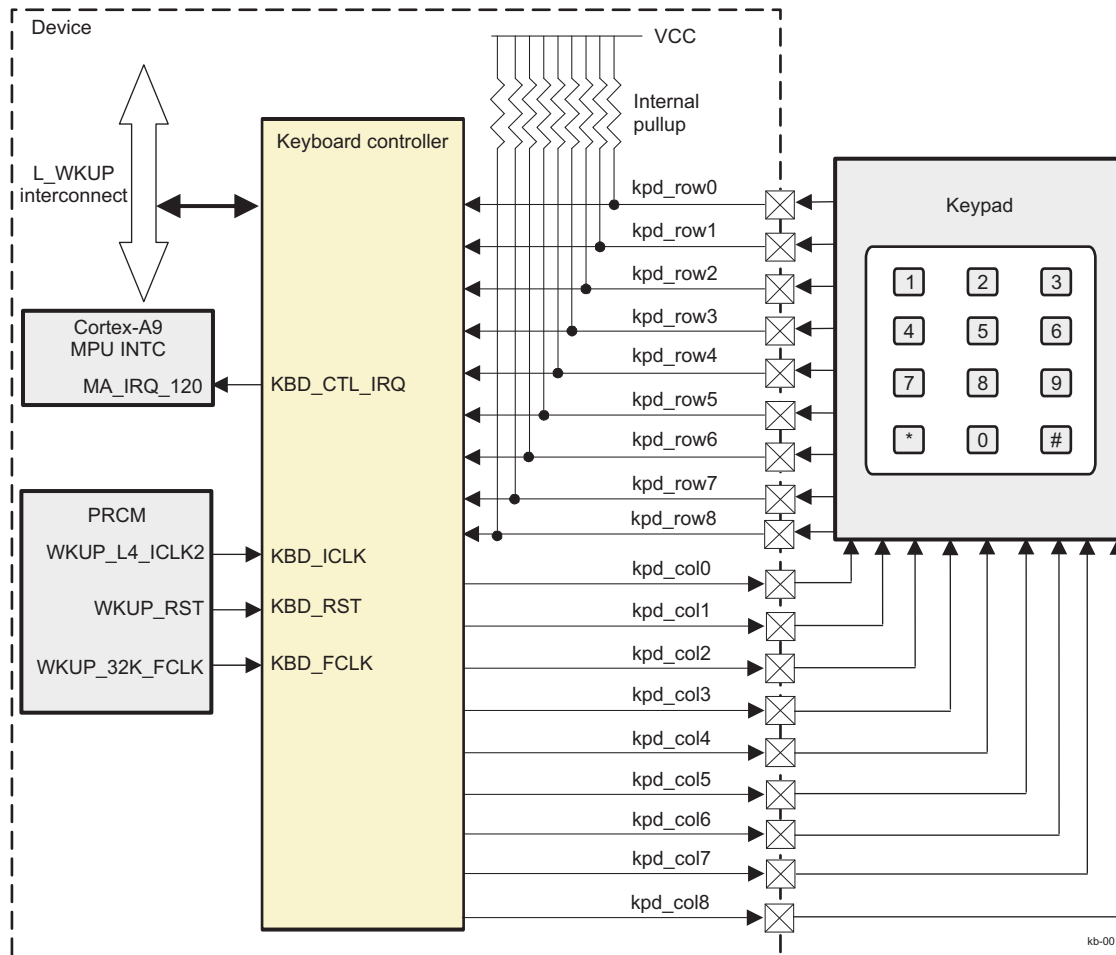 Device
VCC
Internal
pullup
Keyboard controller
L_WKUP
interconnect
Cortex-A9
MPU INTC
MA_IRQ_120
KBD_CTL_IRQ
PRCM
WKUP_L4_ICLK2
KBD_ICLK
WKUP_RST
KBD_RST
WKUP_32K_FCLK
KBD_FCLK
kpd_row0
kpd_row1
kpd_row2
kpd_row3
kpd_row4
kpd_row5
kpd_row6
kpd_row7
kpd_row8
kpd_col0
kpd_col1
kpd_col2
kpd_col3
kpd_col4
kpd_col5
kpd_col6
kpd_col7
kpd_col8
Keypad
1 2 3
4 5 6
7 8 9
* 0 #
kb-00